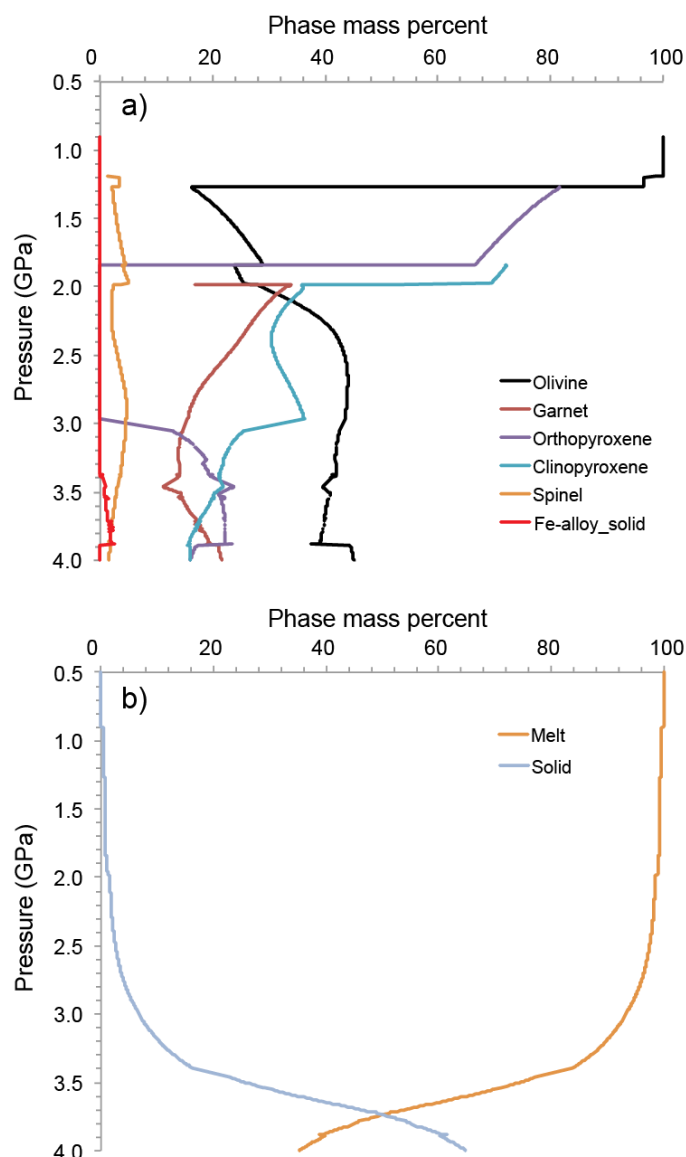 Phase mass percent
0 20 40 60 80 100
0.5
a)
1.0
1.5
2.0
2.5
3.0
3.5
4.0
Pressure (GPa)
Olivine
Garnet
Orthopyroxene
Clinopyroxene
Spinel
Fe-alloy_solid
Phase mass percent
0 20 40 60 80 100
0.5
b)
1.0
1.5
2.0
2.5
3.0
3.5
4.0
Pressure (GPa)
Melt
Solid